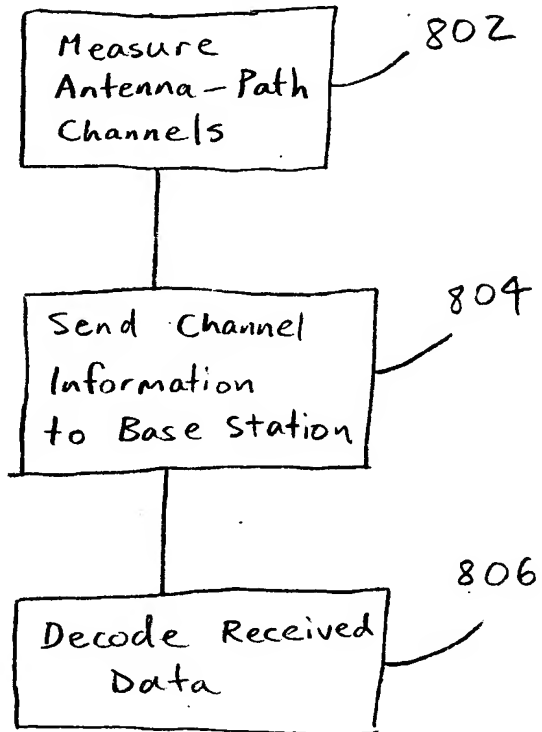 Measure
Antenna-Path
Channels
802
Send Channel
Information
to Base Station
804
Decode Received
Data
806